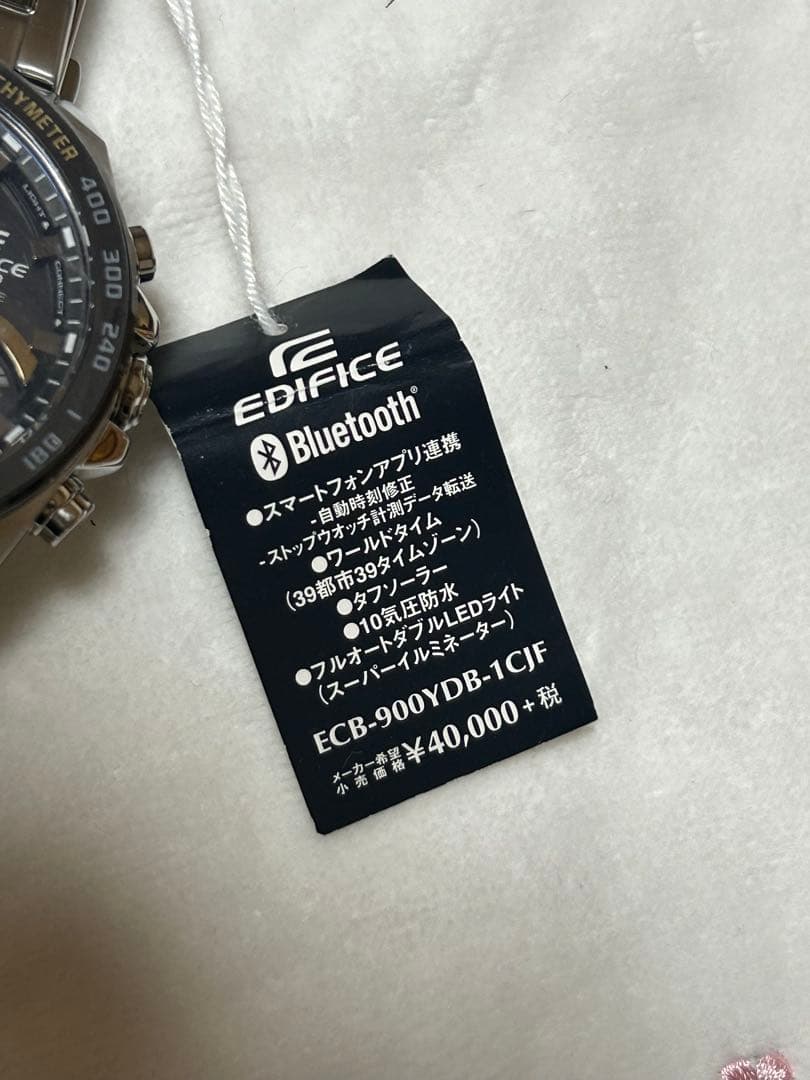 TACHYMETER 400 300 240 180
LIGHT
CONNECT
EDIFICE
Bluetooth®
●スマートフォンアプリ連携
-自動時刻修正
-ストップウオッチ計測データ転送
●ワールドタイム
(39都市39タイムゾーン)
●タフソーラー
●10気圧防水
●フルオートダブルLEDライト
(スーパーイルミネーター)
ECB-900YDB-1CJF
メーカー希望
小売価格 ¥40,000+税